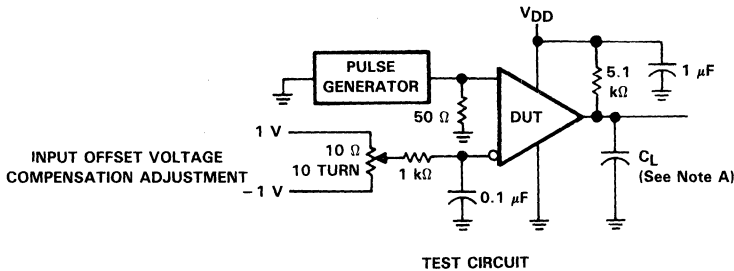 VDD
PULSE
GENERATOR
5.1
kΩ
1 μF
50 Ω
DUT
1 V
INPUT OFFSET VOLTAGE
COMPENSATION ADJUSTMENT
10 Ω
10 TURN
1 kΩ
−1 V
0.1 μF
CL
(See Note A)
TEST CIRCUIT